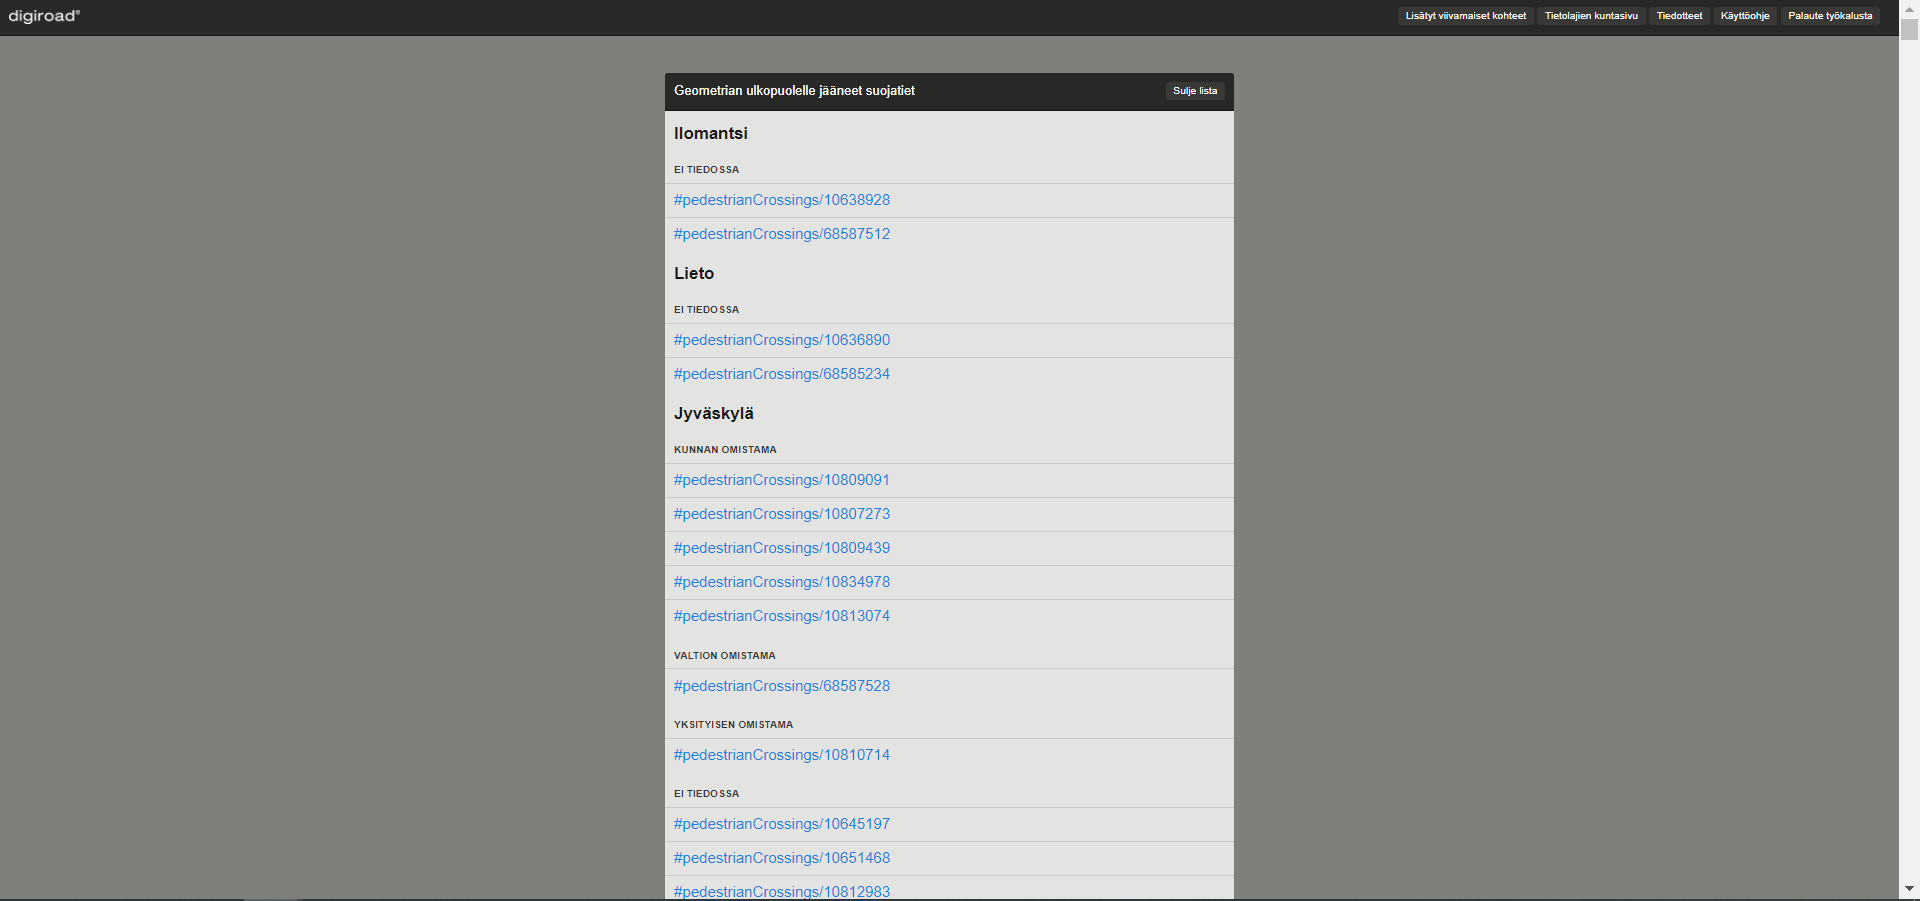 digiroad®
Lisätyt viivamaiset kohteet Tietolajien kuntasivu Tiedotteet Käyttöohje Palaute työkalusta
Geometrian ulkopuolelle jääneet suojatiet Sulje lista
Ilomantsi
EI TIEDOSSA
#pedestrianCrossings/10638928
#pedestrianCrossings/68587512
Lieto
EI TIEDOSSA
#pedestrianCrossings/10636890
#pedestrianCrossings/68585234
Jyväskylä
KUNNAN OMISTAMA
#pedestrianCrossings/10809091
#pedestrianCrossings/10807273
#pedestrianCrossings/10809439
#pedestrianCrossings/10834978
#pedestrianCrossings/10813074
VALTION OMISTAMA
#pedestrianCrossings/68587528
YKSITYISEN OMISTAMA
#pedestrianCrossings/10810714
EI TIEDOSSA
#pedestrianCrossings/10645197
#pedestrianCrossings/10651468
#pedestrianCrossings/10812983